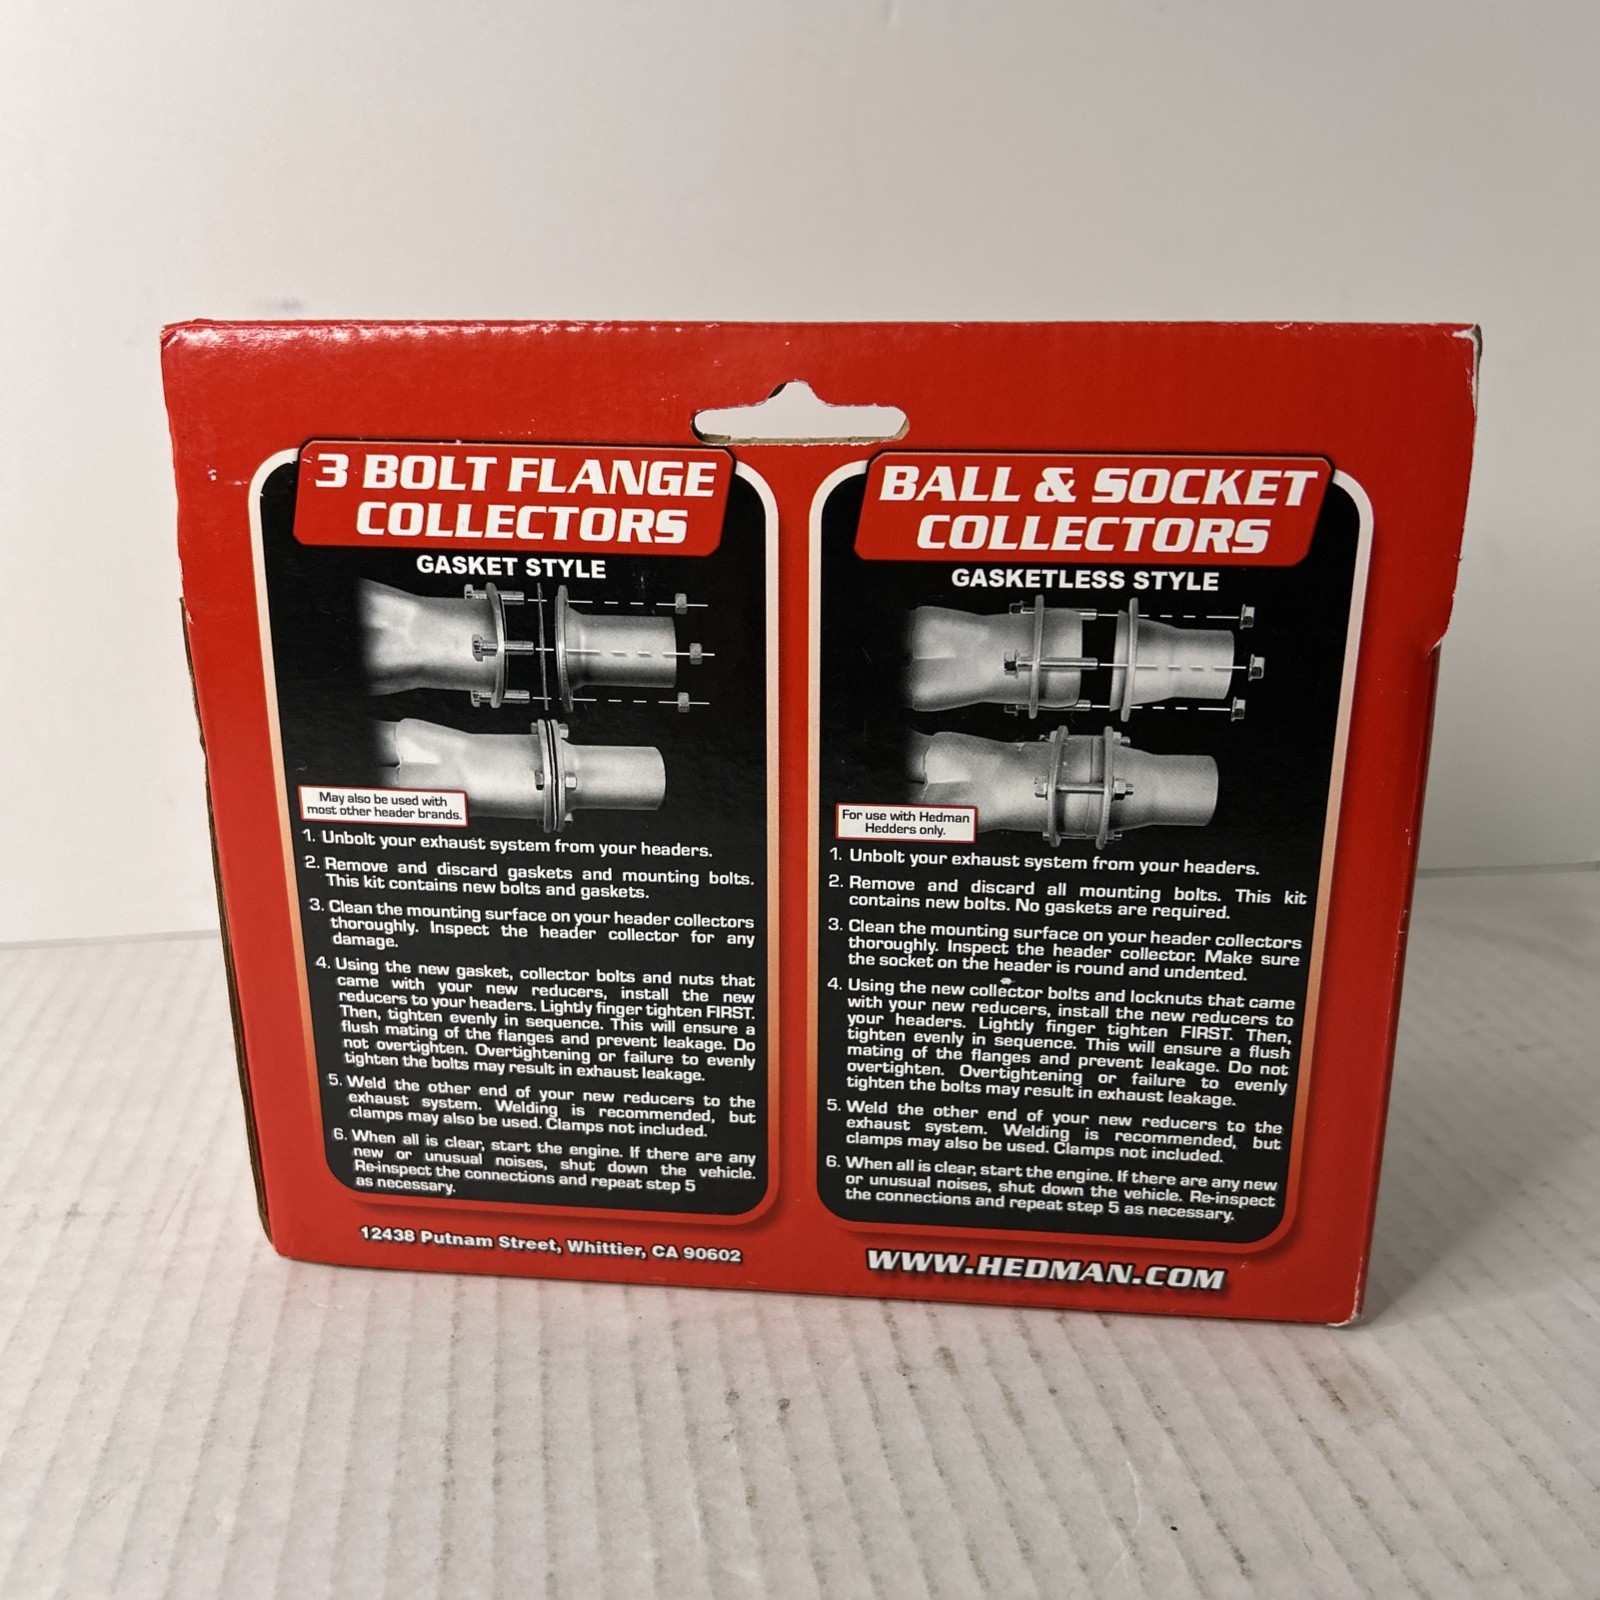 3 BOLT FLANGE
COLLECTORS
GASKET STYLE
May also be used with
most other header brands.
1. Unbolt your exhaust system from your headers.
2. Remove and discard gaskets and mounting bolts.
This kit contains new bolts and gaskets.
3. Clean the mounting surface on your header collectors
thoroughly. Inspect the header collector for any
damage.
4. Using the new gasket, collector bolts and nuts that
came with your new reducers, install the new
reducers to your headers. Lightly finger tighten FIRST.
Then, tighten evenly in sequence. This will ensure a
flush mating of the flanges and prevent leakage. Do
not overtighten. Overtightening or failure to evenly
tighten the bolts may result in exhaust leakage.
5. Weld the other end of your new reducers to the
exhaust system. Welding is recommended, but
clamps may also be used. Clamps not included.
6. When all is clear, start the engine. If there are any
new or unusual noises, shut down the vehicle.
Re-inspect the connections and repeat step 5
as necessary.
12438 Putnam Street, Whittier, CA 90602
BALL & SOCKET
COLLECTORS
GASKETLESS STYLE
For use with Hedman
Hedders only.
1. Unbolt your exhaust system from your headers.
2. Remove and discard all mounting bolts. This kit
contains new bolts. No gaskets are required.
3. Clean the mounting surface on your header collectors
thoroughly. Inspect the header collector. Make sure
the socket on the header is round and undented.
4. Using the new collector bolts and locknuts that came
with your new reducers, install the new reducers to
your headers. Lightly finger tighten FIRST. Then,
tighten evenly in sequence. This will ensure a flush
mating of the flanges and prevent leakage. Do not
overtighten. Overtightening or failure to evenly
tighten the bolts may result in exhaust leakage.
5. Weld the other end of your new reducers to the
exhaust system. Welding is recommended, but
clamps may also be used. Clamps not included.
6. When all is clear, start the engine. If there are any new
or unusual noises, shut down the vehicle. Re-inspect
the connections and repeat step 5 as necessary.
WWW.HEDMAN.COM